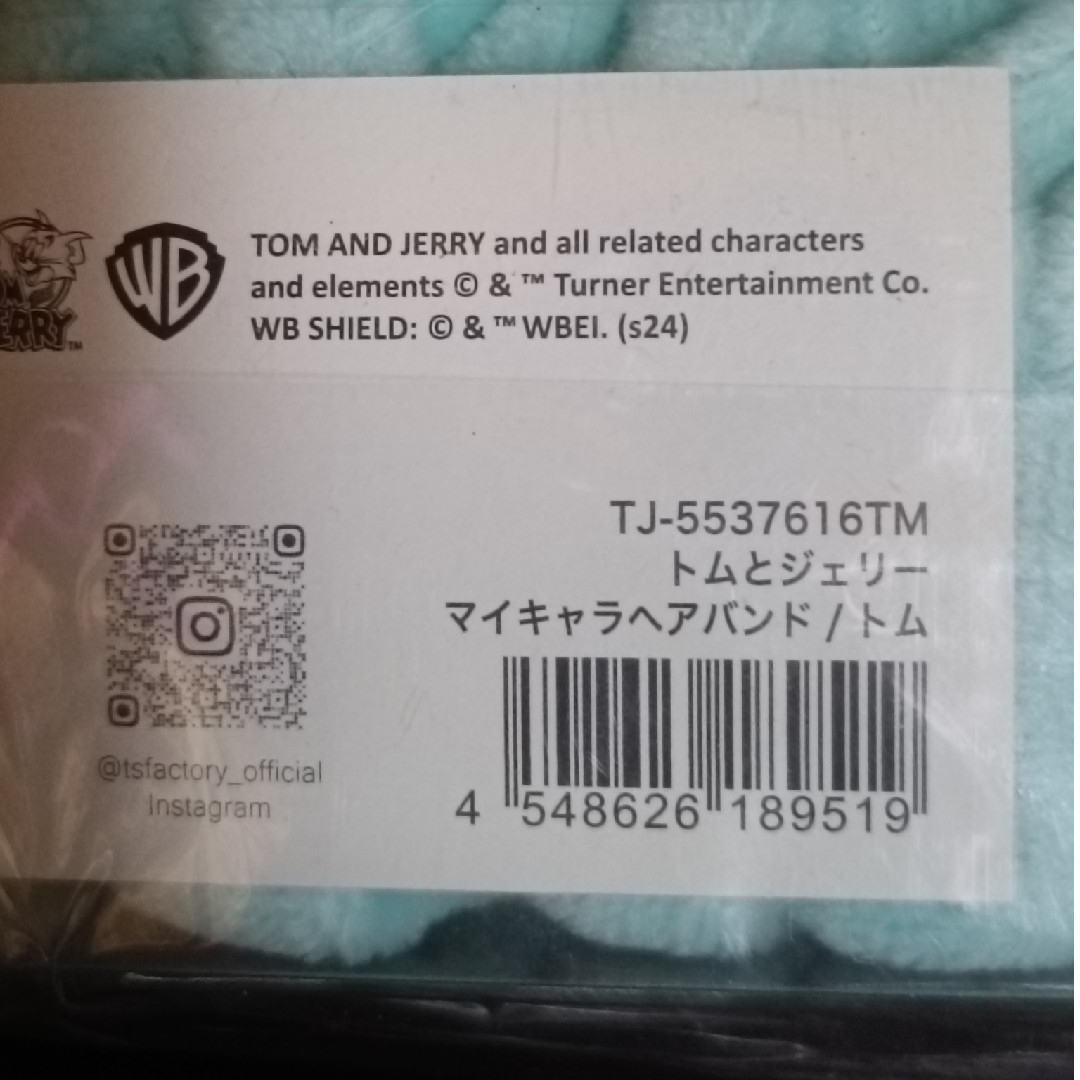 WB
TOM AND JERRY and all related characters
and elements © & ™ Turner Entertainment Co.
WB SHIELD: © & ™ WBEI. (s24)
TJ-5537616TM
トムとジェリー
マイキャラヘアバンド / トム
4 548626 189519
@tsfactory_official
Instagram